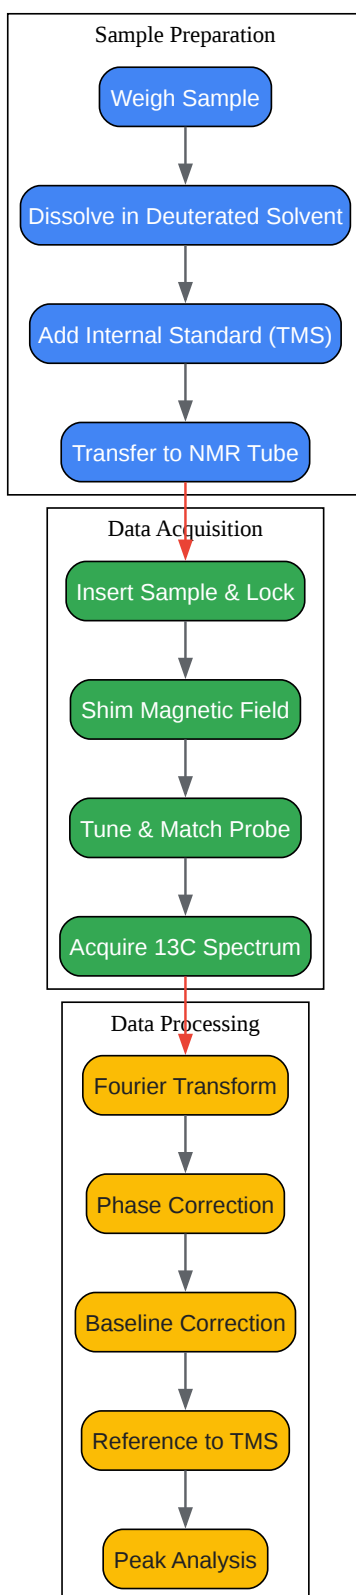 Sample Preparation
Weigh Sample
Dissolve in Deuterated Solvent
Add Internal Standard (TMS)
Transfer to NMR Tube
Data Acquisition
Insert Sample & Lock
Shim Magnetic Field
Tune & Match Probe
Acquire 13C Spectrum
Data Processing
Fourier Transform
Phase Correction
Baseline Correction
Reference to TMS
Peak Analysis